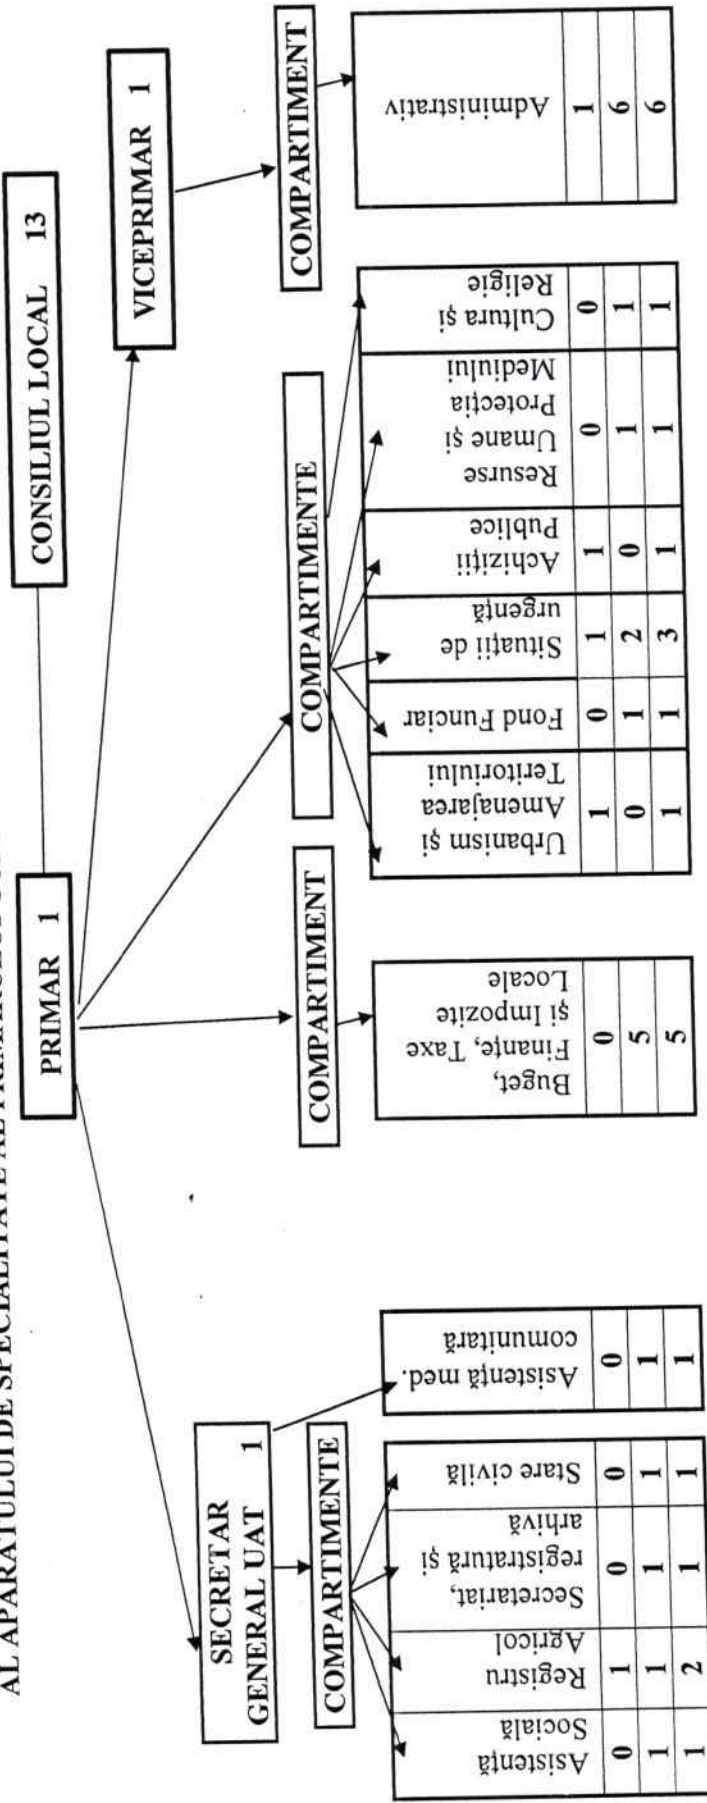 AL APARATULUI DE SPECIALITATE AL
CONSILIUL LOCAL 13
PRIMAR 1
VICEPRIMAR 1
SECRETAR
GENERAL UAT 1
COMPARTIMENTE
COMPARTIMENT
COMPARTIMENTE
COMPARTIMENT
Asistență
Socială
0
1
1
Registru
Agricol
1
1
2
Secretariat,
registratură și
arhivă
0
1
1
Stare civilă
0
1
1
Asistență med.
comunitară
0
1
1
Buget,
Finanțe, Taxe
și Impozite
Locale
0
5
5
Urbanism și
Amenajarea
Teritoriului
1
0
1
Fond Funciar
0
1
1
Situații de
urgență
1
2
3
Achiziții
Publice
1
0
1
Resurse
Umane și
Protecția
Mediului
0
1
1
Cultura și
Religie
0
1
1
Administrativ
1
6
6